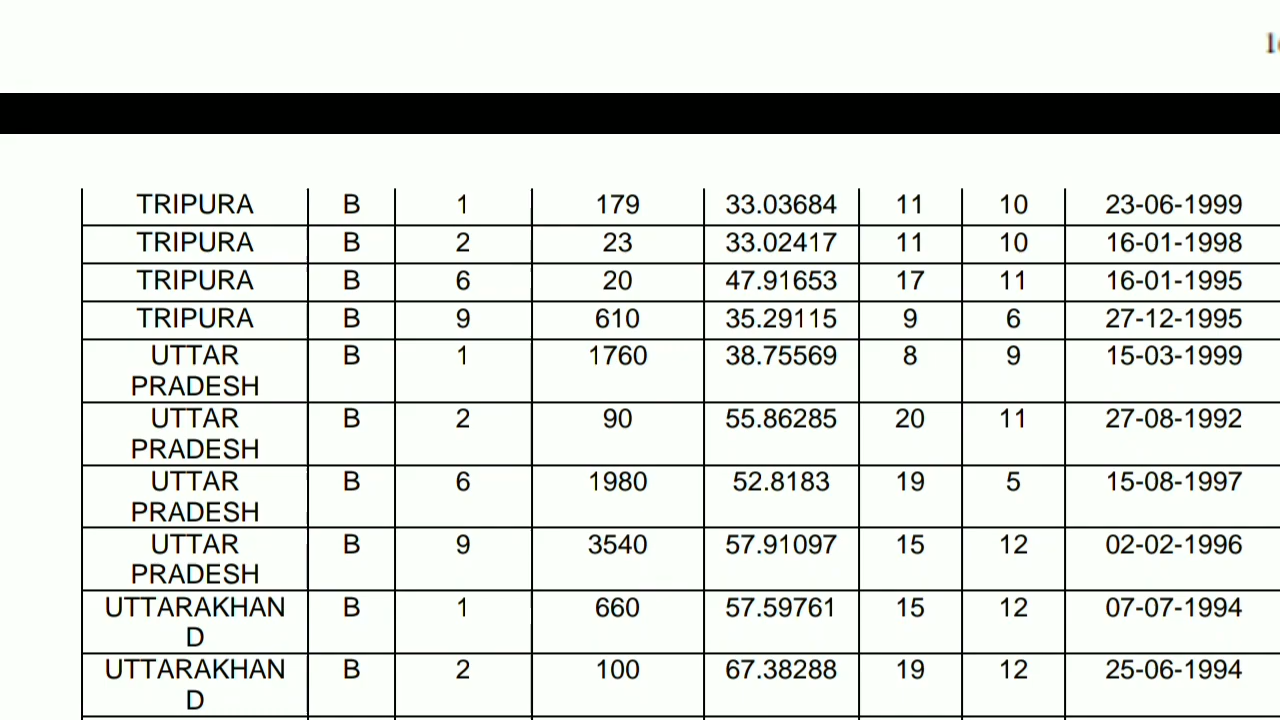 TRIPURA B 1 179 33.03684 11 10 23-06-1999
TRIPURA B 2 23 33.02417 11 10 16-01-1998
TRIPURA B 6 20 47.91653 17 11 16-01-1995
TRIPURA B 9 610 35.29115 9 6 27-12-1995
UTTAR B 1 1760 38.75569 8 9 15-03-1999
PRADESH
UTTAR B 2 90 55.86285 20 11 27-08-1992
PRADESH
UTTAR B 6 1980 52.8183 19 5 15-08-1997
PRADESH
UTTAR B 9 3540 57.91097 15 12 02-02-1996
PRADESH
UTTARAKHAN B 1 660 57.59761 15 12 07-07-1994
D
UTTARAKHAN B 2 100 67.38288 19 12 25-06-1994
D